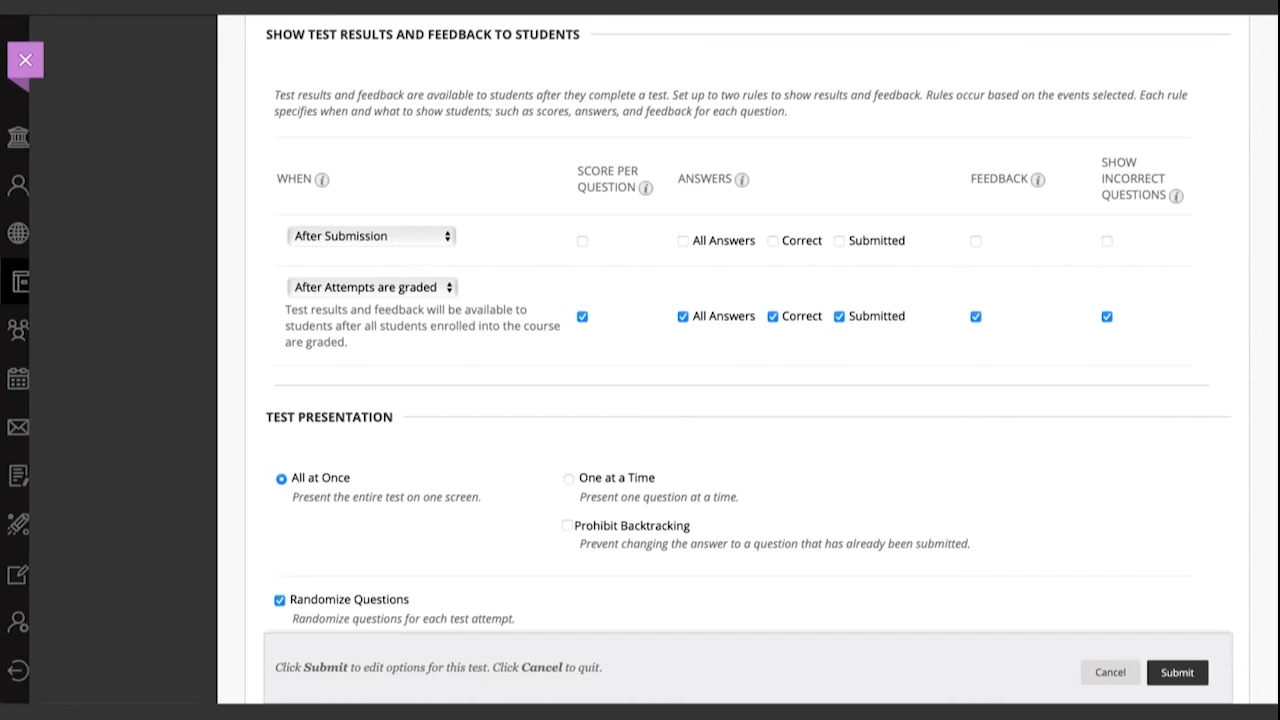 SHOW TEST RESULTS AND FEEDBACK TO STUDENTS
Test results and feedback are available to students after they complete a test. Set up to two rules to show results and feedback. Rules occur based on the events selected. Each rule
specifies when and what to show students; such as scores, answers, and feedback for each question.
WHEN
SCORE PER
QUESTION
ANSWERS
FEEDBACK
SHOW
INCORRECT
QUESTIONS
After Submission
All Answers Correct Submitted
After Attempts are graded
Test results and feedback will be available to
students after all students enrolled into the course
are graded.
All Answers Correct Submitted
TEST PRESENTATION
All at Once
Present the entire test on one screen.
One at a Time
Present one question at a time.
Prohibit Backtracking
Prevent changing the answer to a question that has already been submitted.
Randomize Questions
Randomize questions for each test attempt.
Click Submit to edit options for this test. Click Cancel to quit.
Cancel
Submit